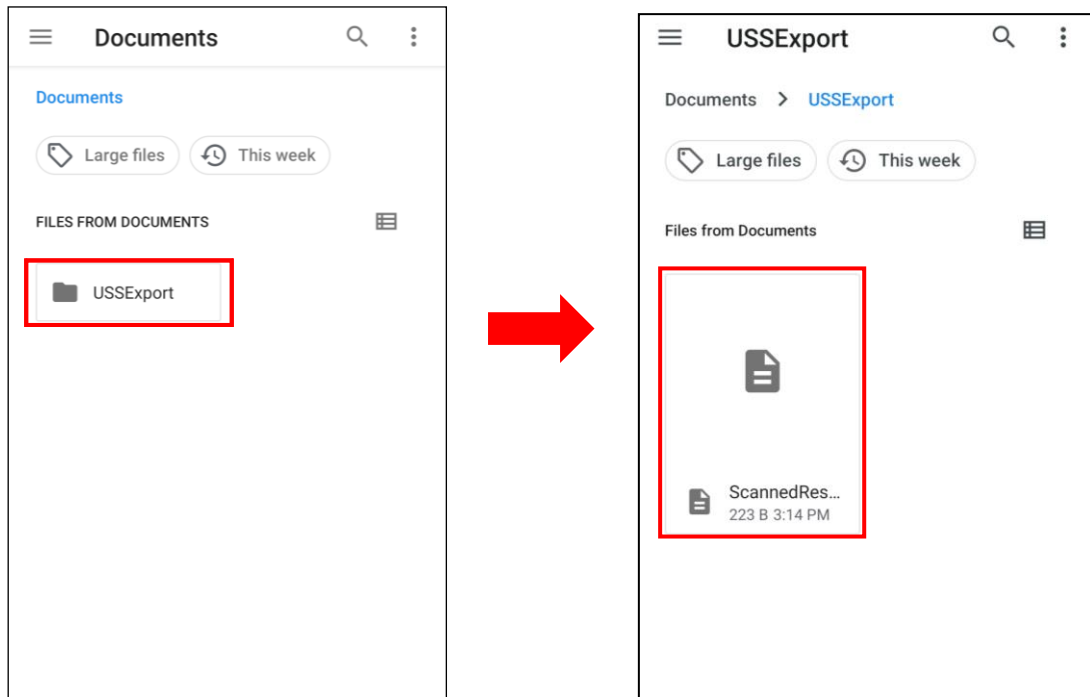 Documents
Documents
Large files
This week
FILES FROM DOCUMENTS
USSExport
USSExport
Documents > USSExport
Large files
This week
Files from Documents
ScannedRes...
223 B 3:14 PM